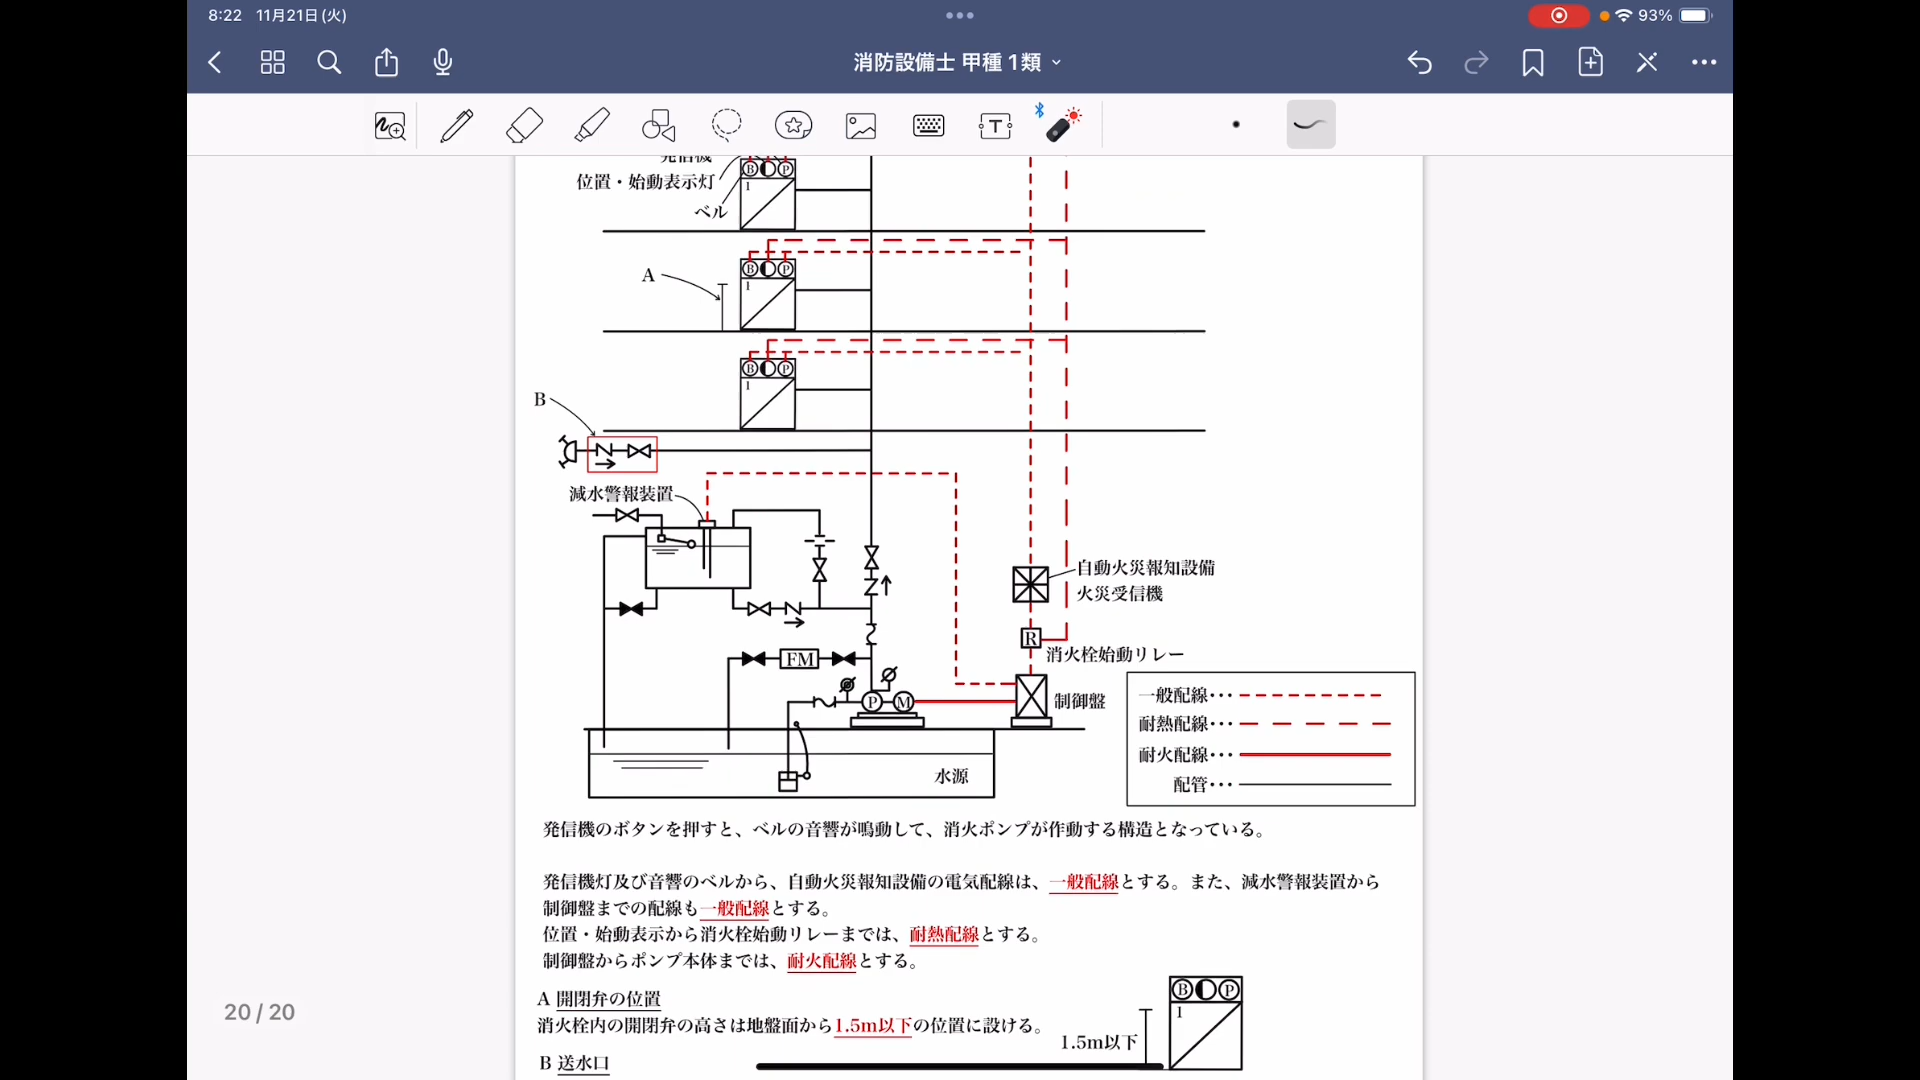 8:22 11月21日(火)
93%
消防設備士 甲種 1類
発信機
位置・始動表示灯
ベル
B P
1
A
B P
1
B P
1
B
減水警報装置
自動火災報知設備
火災受信機
R
消火栓始動リレー
FM
P M
制御盤
一般配線･･･
耐熱配線･･･
耐火配線･･･
配管･･･
水源
発信機のボタンを押すと、ベルの音響が鳴動して、消火ポンプが作動する構造となっている。
発信機灯及び音響のベルから、自動火災報知設備の電気配線は、一般配線とする。また、減水警報装置から
制御盤までの配線も一般配線とする。
位置・始動表示から消火栓始動リレーまでは、耐熱配線とする。
制御盤からポンプ本体までは、耐火配線とする。
A 開閉弁の位置
消火栓内の開閉弁の高さは地盤面から1.5m以下の位置に設ける。
B P
1
1.5m以下
B 送水口
20 / 20